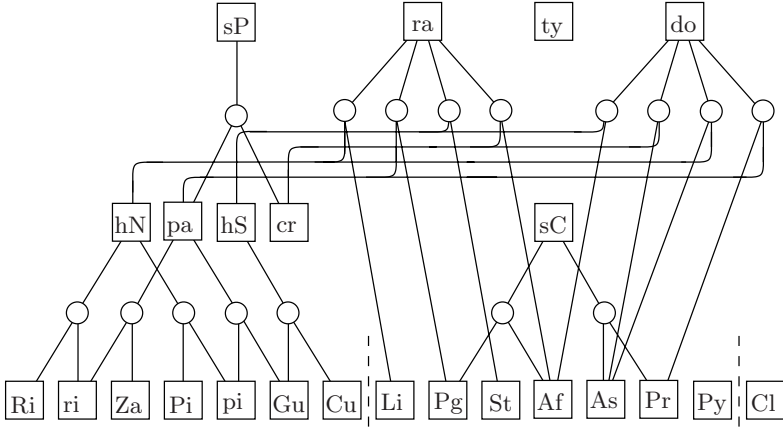 sP ra ty do
hN pa hS cr sC
Ri ri Za Pi pi Gu Cu Li Pg St Af As Pr Py Cl